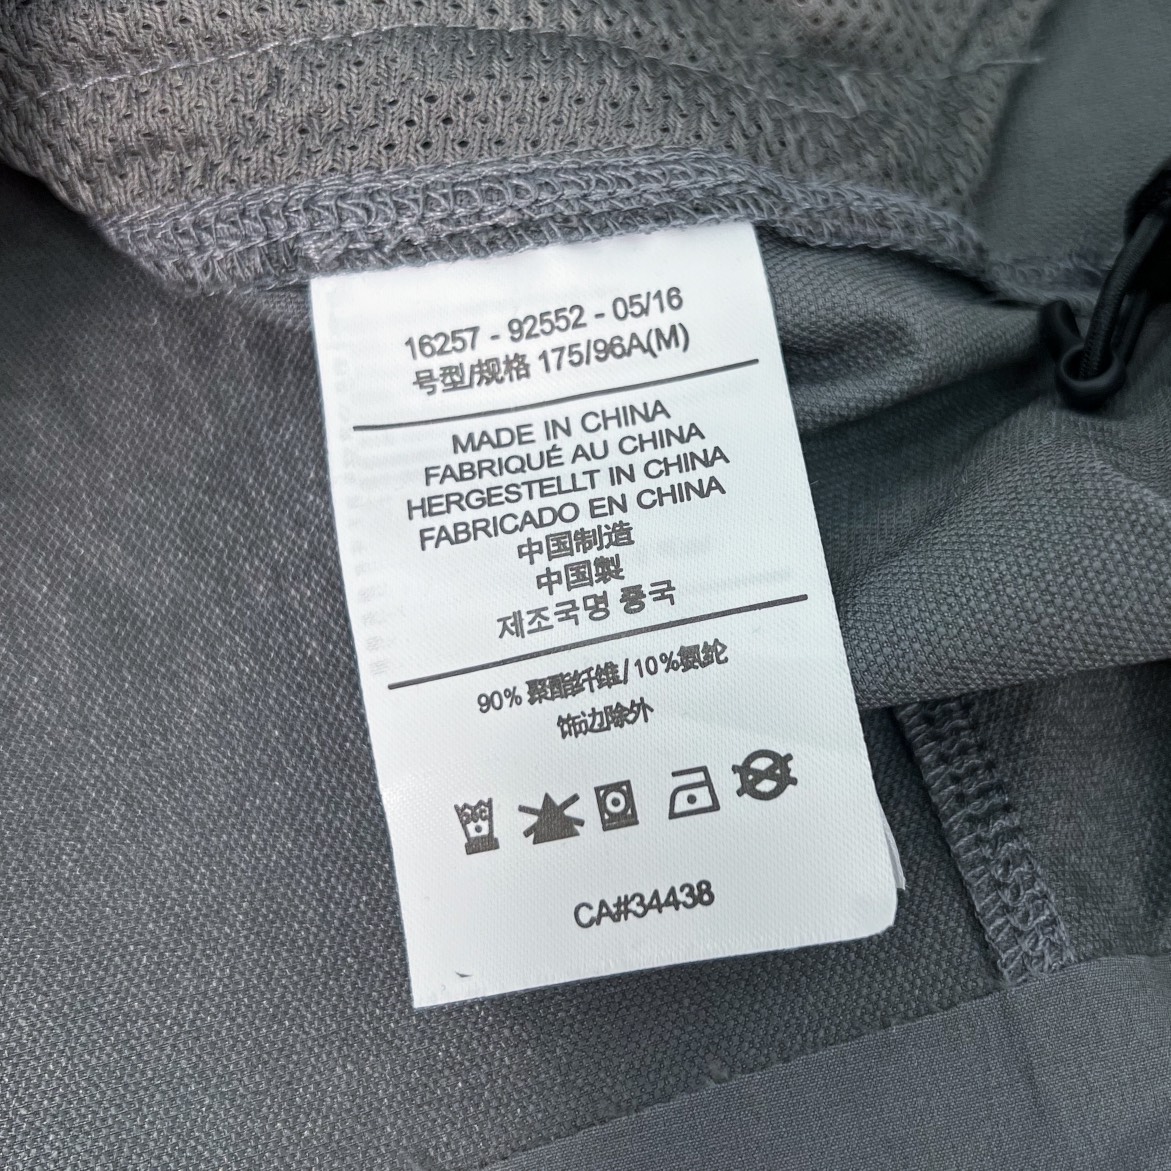 16257 - 92552 - 05/16
号型/规格 175/96A(M)
MADE IN CHINA
FABRIQUÉ AU CHINA
HERGESTELLT IN CHINA
FABRICADO EN CHINA
中国制造
中国製
제조국명 중국
90% 聚酯纤维/ 10%氨纶
饰边除外
CA#34438